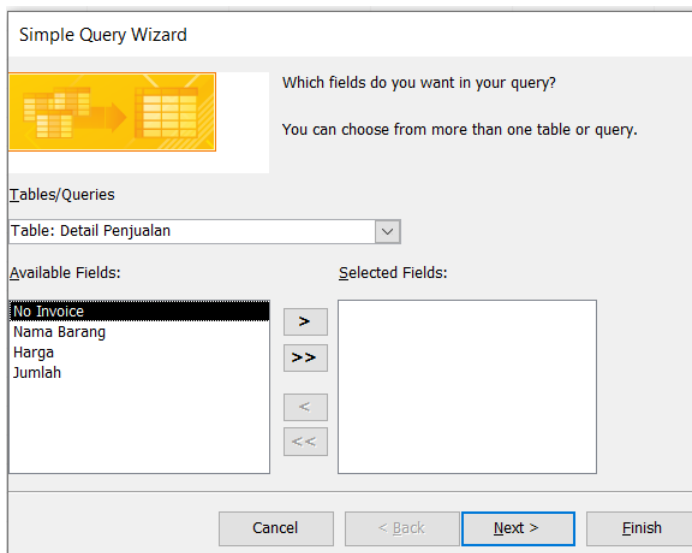 Simple Query Wizard
Which fields do you want in your query?
You can choose from more than one table or query.
Tables/Queries
Table: Detail Penjualan
Available Fields:
Selected Fields:
No Invoice
Nama Barang
Harga
Jumlah
>
>>
<
<<
Cancel
< Back
Next >
Finish